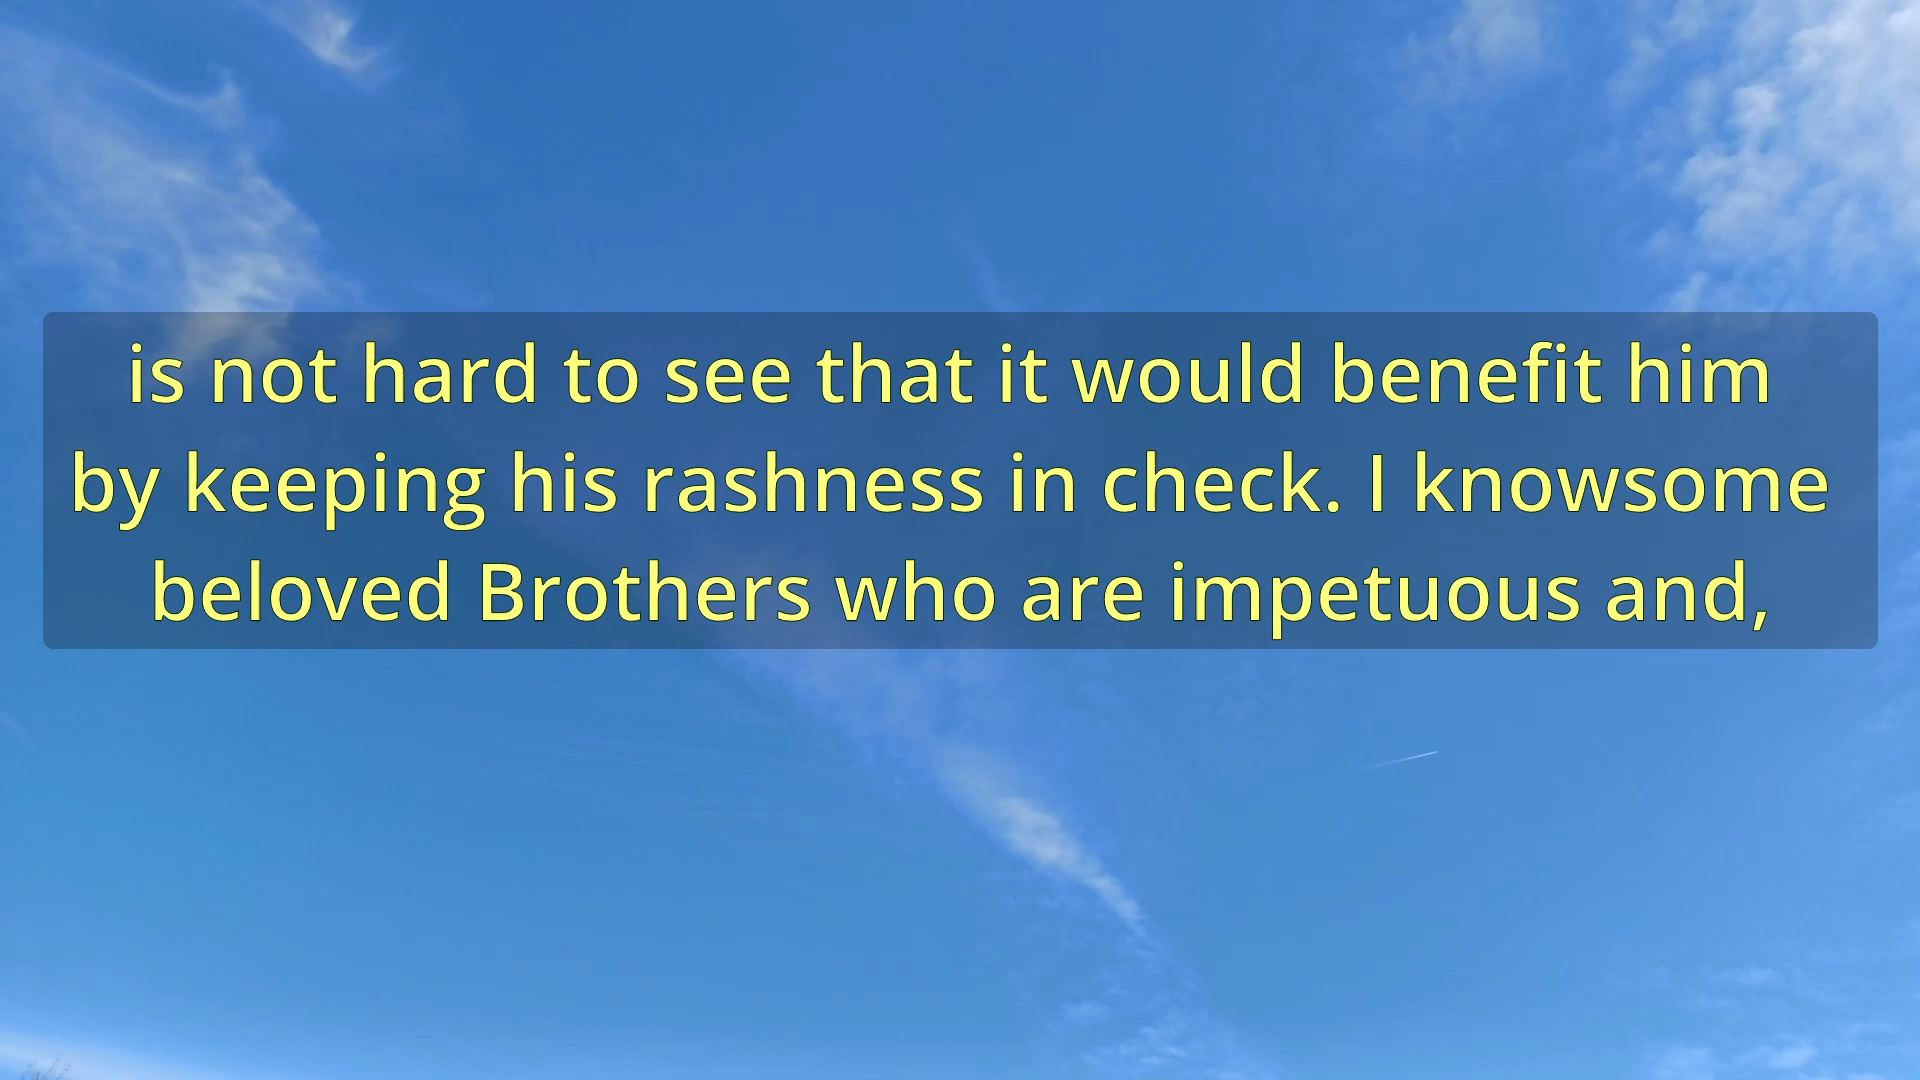 is not hard to see that it would benefit him
by keeping his rashness in check. I knowsome
beloved Brothers who are impetuous and,